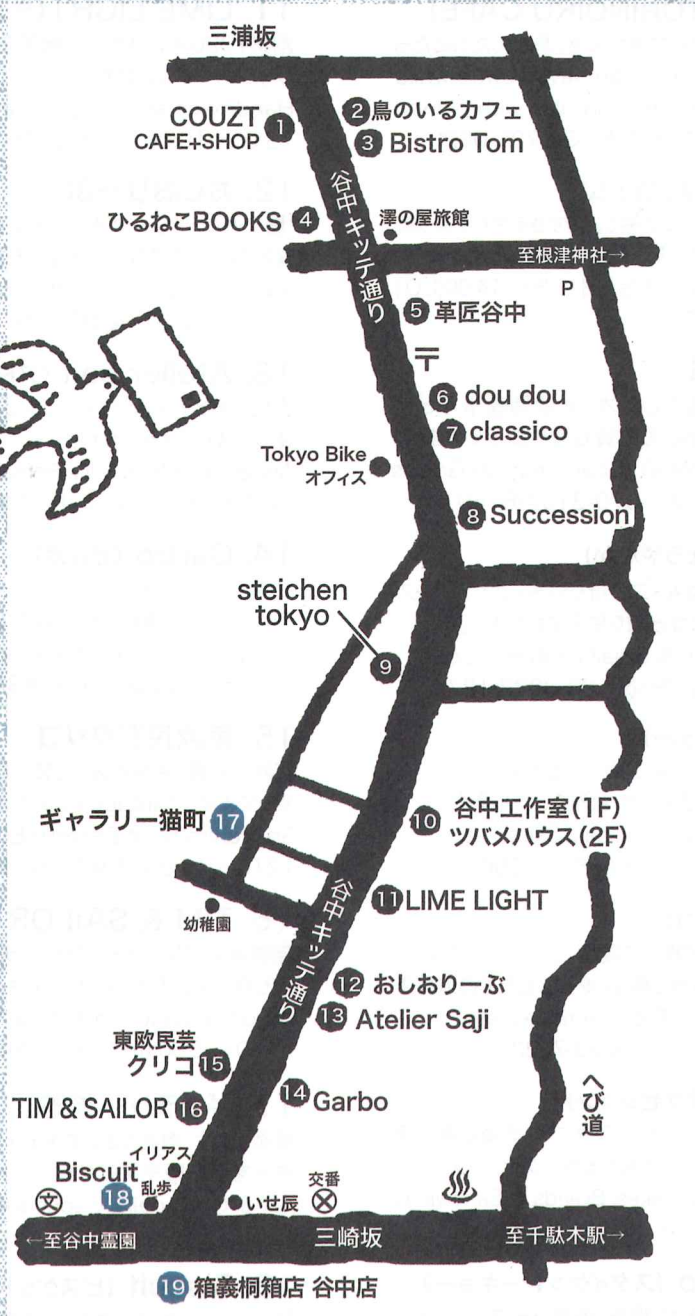 三浦坂
COUZT
CAFE+SHOP
1
2 鳥のいるカフェ
3 Bistro Tom
ひるねこBOOKS 4
澤の屋旅館
谷中キッテ通り
至根津神社→
P
5 革匠谷中
〒
6 dou dou
7 classico
Tokyo Bike
オフィス
8 Succession
steichen
tokyo
9
ギャラリー猫町 17
10 谷中工作室(1F)
ツバメハウス(2F)
11 LIME LIGHT
幼稚園
谷中キッテ通り
12 おしおりーぶ
13 Atelier Saji
東欧民芸
クリコ 15
14 Garbo
TIM & SAILOR 16
へび道
イリアス
Biscuit
18
乱歩
文
いせ辰
交番
←至谷中霊園
三崎坂
至千駄木駅→
19 箱義桐箱店 谷中店